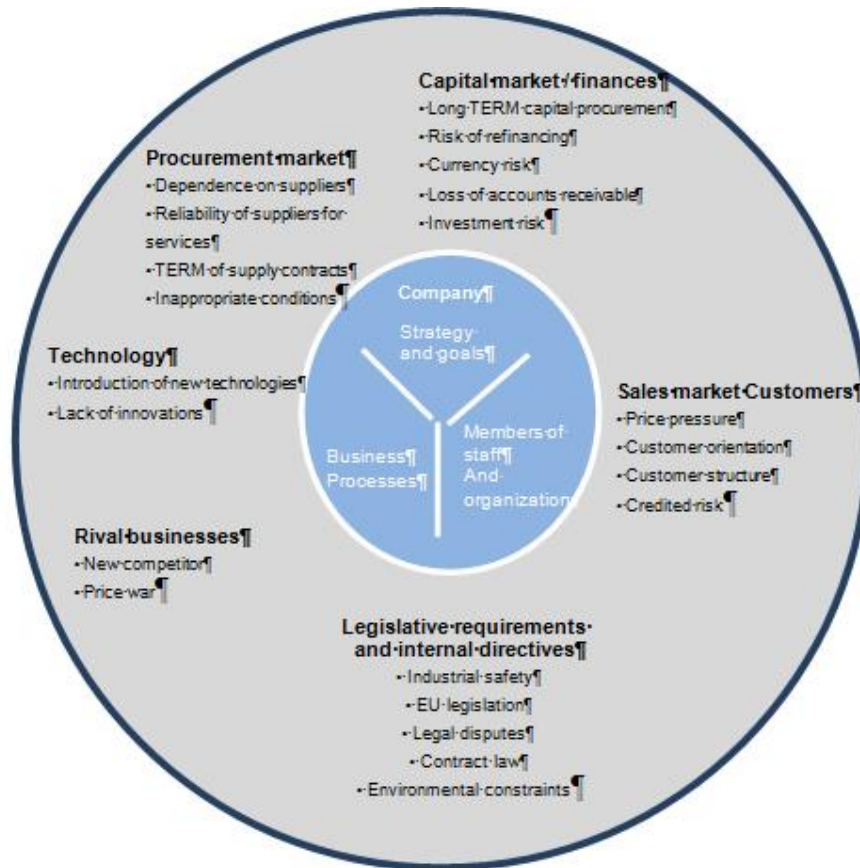 Capital·market·/·finances¶
•·Long·TERM·capital·procurement¶
•·Risk·of·refinancing¶
•·Currency·risk¶
•·Loss·of·accounts·receivable¶
•·Investment·risk¶
Procurement·market¶
•·Dependence·on·suppliers¶
•·Reliability·of·suppliers·for·
services¶
•·TERM·of·supply·contracts¶
•·Inappropriate·conditions¶
Company¶
Strategy·
and·goals¶
Technology¶
•·Introduction·of·new·technologies¶
•·Lack·of·innovations¶
Sales·market·Customers¶
•·Price·pressure¶
•·Customer·orientation¶
•·Customer·structure¶
•·Credited·risk¶
Business¶
Processes¶
Members·of·
staff¶
And·
organization
Rival·businesses¶
•·New·competitor¶
•·Price·war¶
Legislative·requirements·
and·internal·directives¶
•·Industrial·safety¶
•·EU·legislation¶
•·Legal·disputes¶
•·Contract·law¶
•·Environmental·constraints¶